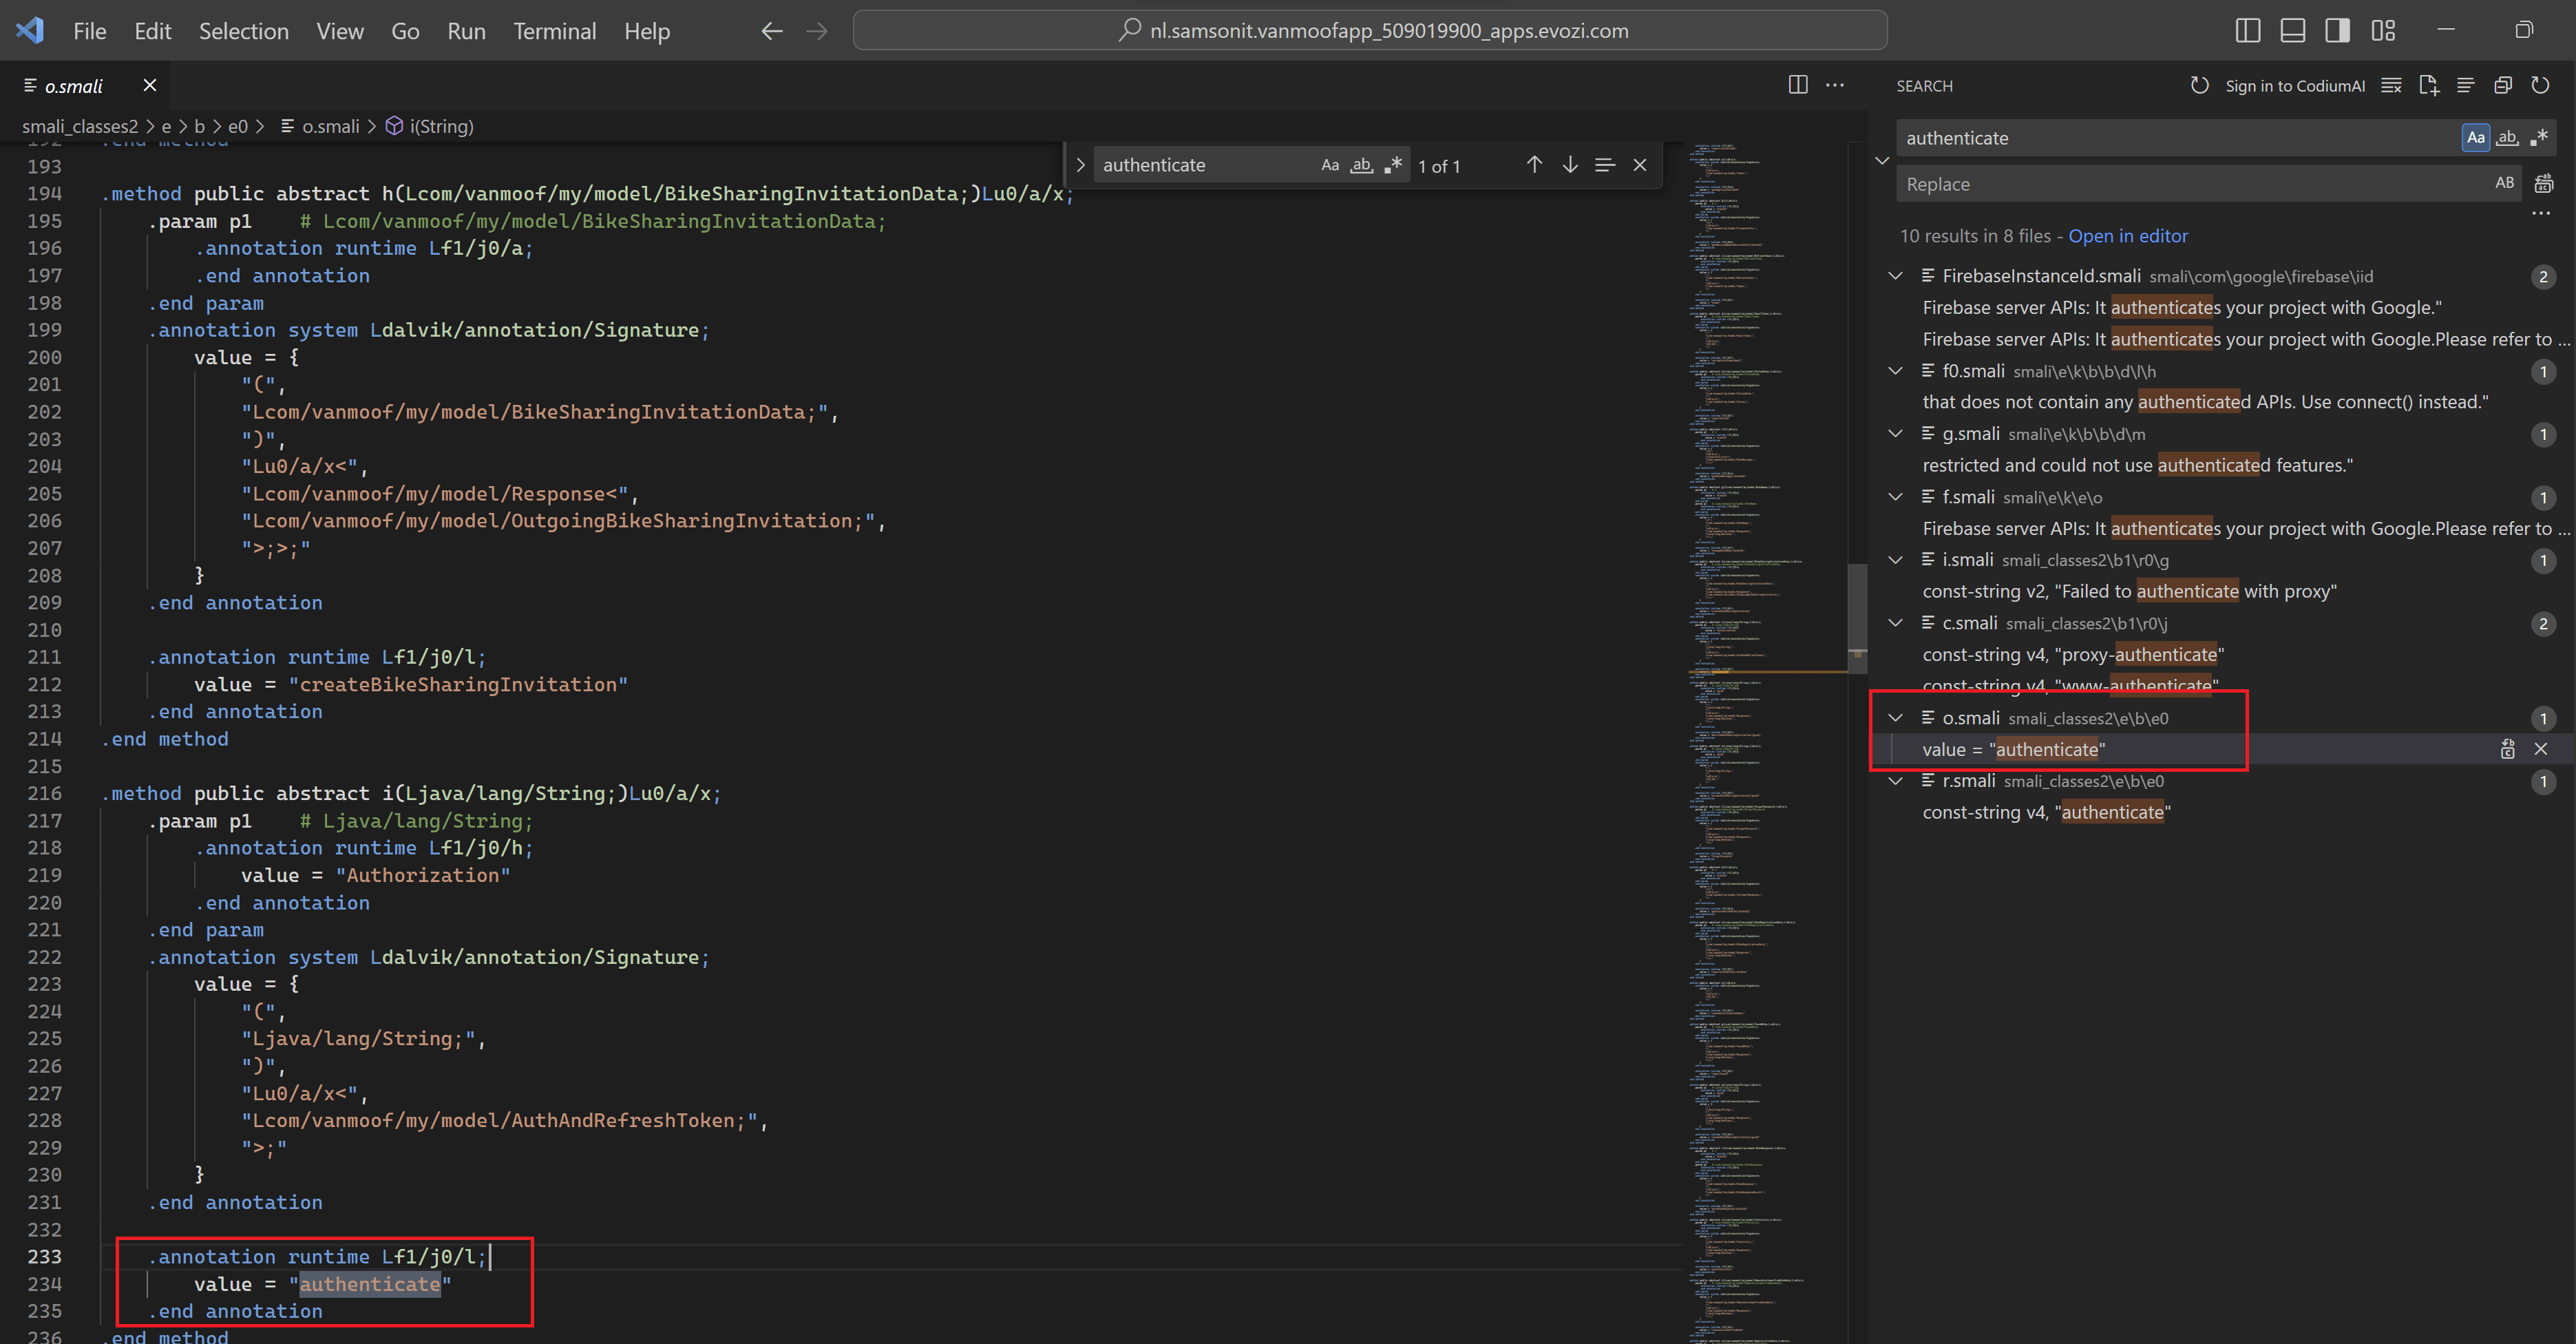 File Edit Selection View Go Run Terminal Help
nl.samsonit.vanmoofapp_509019900_apps.evozi.com
o.smali
smali_classes2 > e > b > e0 > o.smali > i(String)
authenticate Aa ab 1 of 1
192 .end method
193
194 .method public abstract h(Lcom/vanmoof/my/model/BikeSharingInvitationData;)Lu0/a/x;
195 .param p1 # Lcom/vanmoof/my/model/BikeSharingInvitationData;
196 .annotation runtime Lf1/j0/a;
197 .end annotation
198 .end param
199 .annotation system Ldalvik/annotation/Signature;
200 value = {
201 "(",
202 "Lcom/vanmoof/my/model/BikeSharingInvitationData;",
203 ")",
204 "Lu0/a/x<",
205 "Lcom/vanmoof/my/model/Response<",
206 "Lcom/vanmoof/my/model/OutgoingBikeSharingInvitation;",
207 ">;>;"
208 }
209 .end annotation
210
211 .annotation runtime Lf1/j0/l;
212 value = "createBikeSharingInvitation"
213 .end annotation
214 .end method
215
216 .method public abstract i(Ljava/lang/String;)Lu0/a/x;
217 .param p1 # Ljava/lang/String;
218 .annotation runtime Lf1/j0/h;
219 value = "Authorization"
220 .end annotation
221 .end param
222 .annotation system Ldalvik/annotation/Signature;
223 value = {
224 "(",
225 "Ljava/lang/String;",
226 ")",
227 "Lu0/a/x<",
228 "Lcom/vanmoof/my/model/AuthAndRefreshToken;",
229 ">;"
230 }
231 .end annotation
232
233 .annotation runtime Lf1/j0/l;
234 value = "authenticate"
235 .end annotation
236 .end method
SEARCH Sign in to CodiumAI
authenticate Aa ab
Replace AB
10 results in 8 files - Open in editor
FirebaseInstanceId.smali smali\com\google\firebase\iid 2
Firebase server APIs: It authenticates your project with Google."
Firebase server APIs: It authenticates your project with Google.Please refer to ...
f0.smali smali\e\k\b\b\d\l\h 1
that does not contain any authenticated APIs. Use connect() instead."
g.smali smali\e\k\b\b\d\m 1
restricted and could not use authenticated features."
f.smali smali\e\k\e\o 1
Firebase server APIs: It authenticates your project with Google.Please refer to ...
i.smali smali_classes2\b1\r0\g 1
const-string v2, "Failed to authenticate with proxy"
c.smali smali_classes2\b1\r0\j 2
const-string v4, "proxy-authenticate"
const-string v4, "www-authenticate"
o.smali smali_classes2\e\b\e0 1
value = "authenticate"
r.smali smali_classes2\e\b\e0 1
const-string v4, "authenticate"